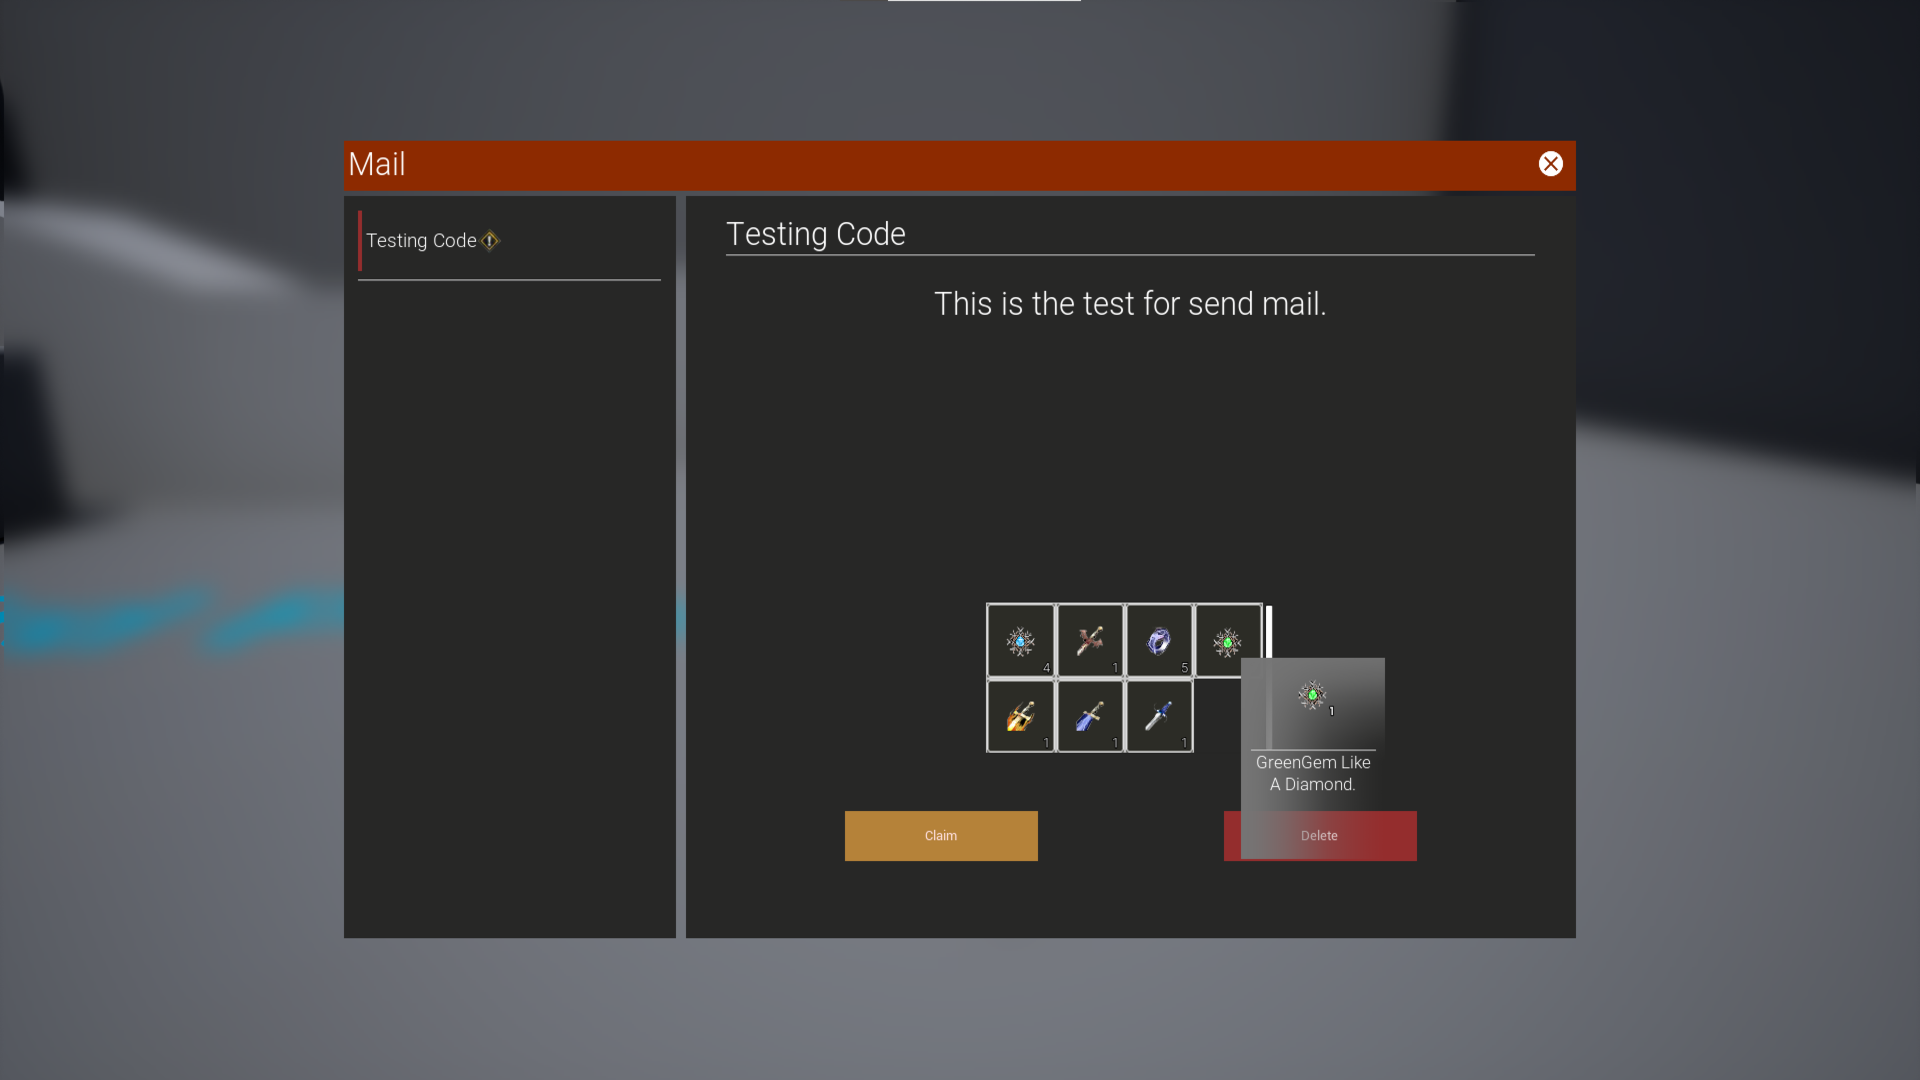 Mail
Testing Code
Testing Code
This is the test for send mail.
4
1
5
1
1
1
1
GreenGem Like
A Diamond.
Claim
Delete